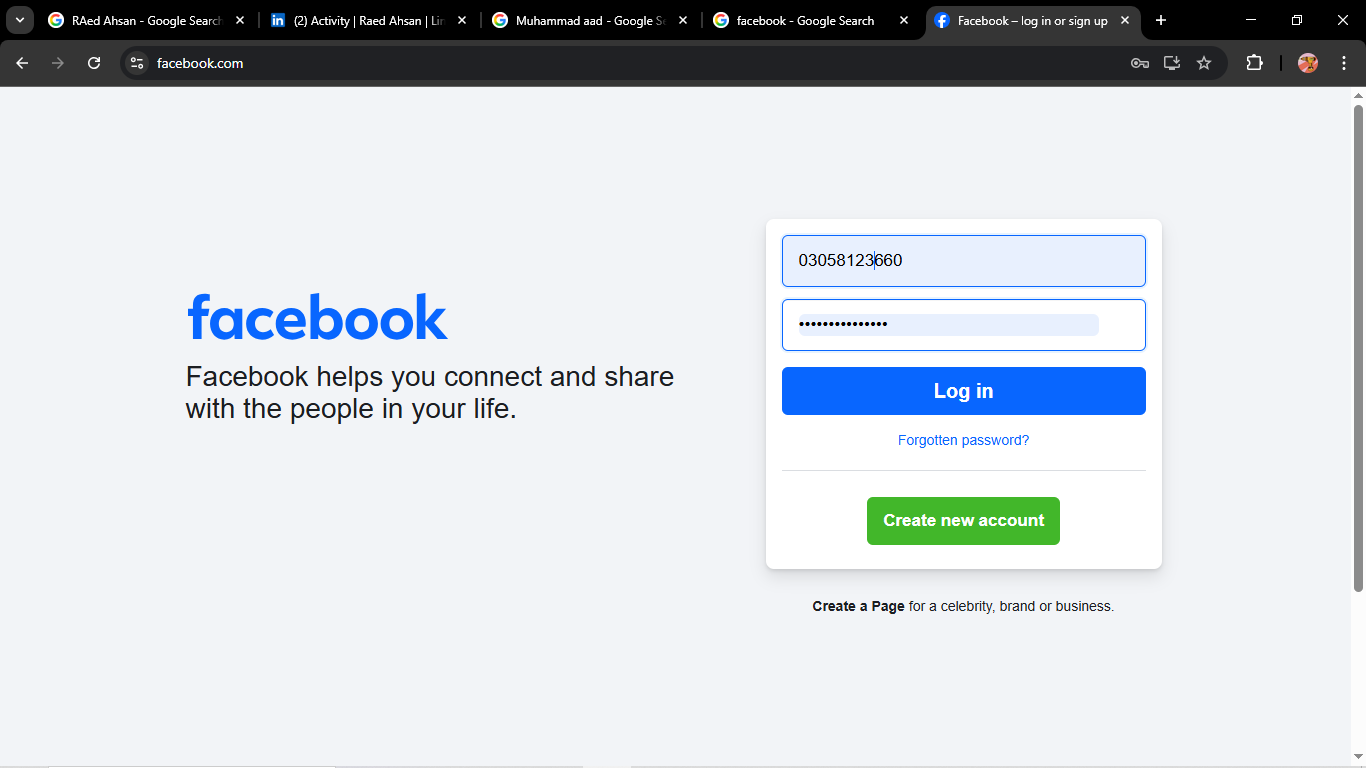 RAed Ahsan - Google Search
(2) Activity | Raed Ahsan | Lin
Muhammad aad - Google Se
facebook - Google Search
Facebook – log in or sign up
facebook.com
03058123660
•••••••••••••••
facebook
Facebook helps you connect and share
with the people in your life.
Log in
Forgotten password?
Create new account
Create a Page for a celebrity, brand or business.